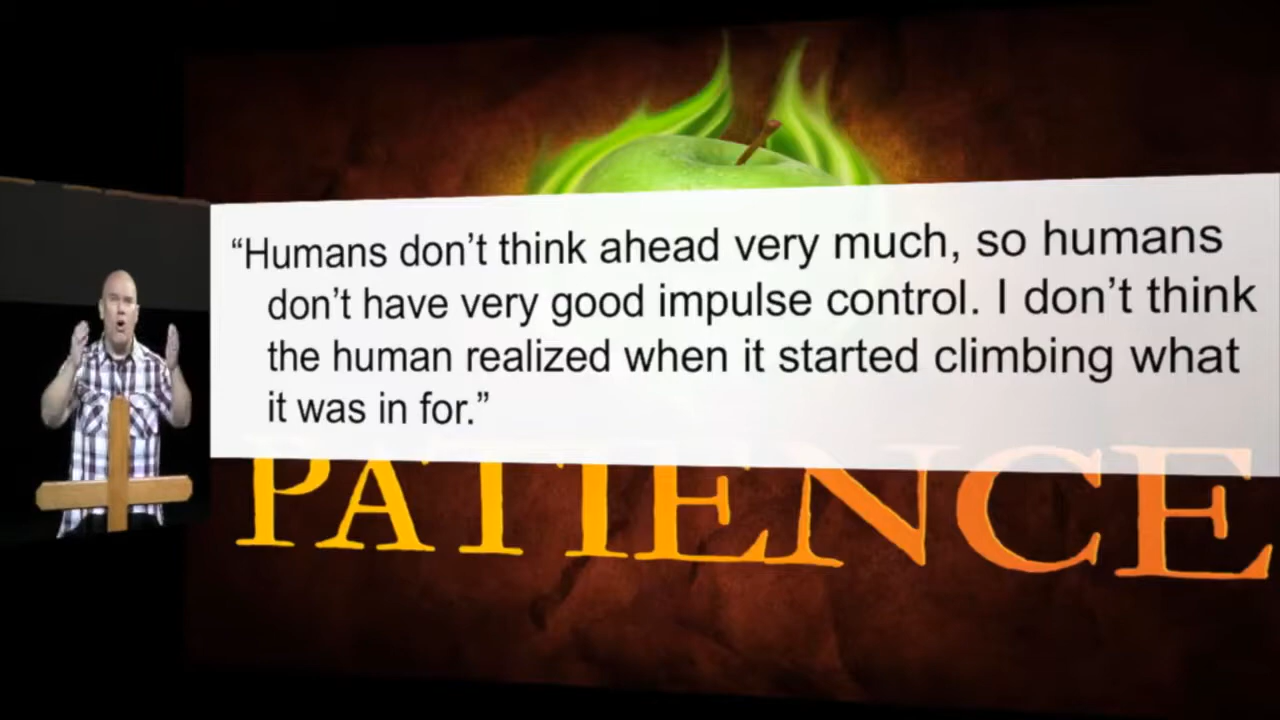 “Humans don’t think ahead very much, so humans
don’t have very good impulse control. I don’t think
the human realized when it started climbing what
it was in for.”
PATIENCE